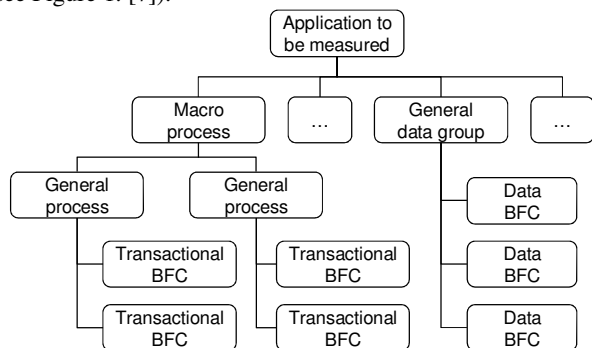 see Figure 1. [7]).
Application to
be measured
Macro
process
...
General
data group
...
General
process
General
process
Data
BFC
Transactional
BFC
Transactional
BFC
Data
BFC
Transactional
BFC
Transactional
BFC
Data
BFC